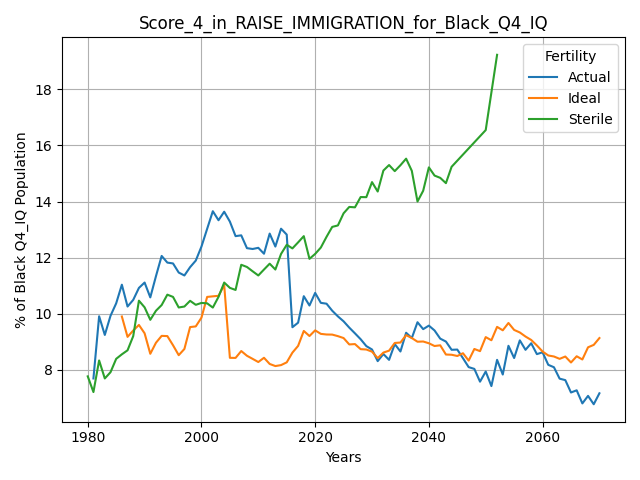 Score_4_in_RAISE_IMMIGRATION_for_Black_Q4_IQ
Fertility
Actual
Ideal
Sterile
% of Black Q4_IQ Population
18
16
14
12
10
8
1980
2000
2020
2040
2060
Years